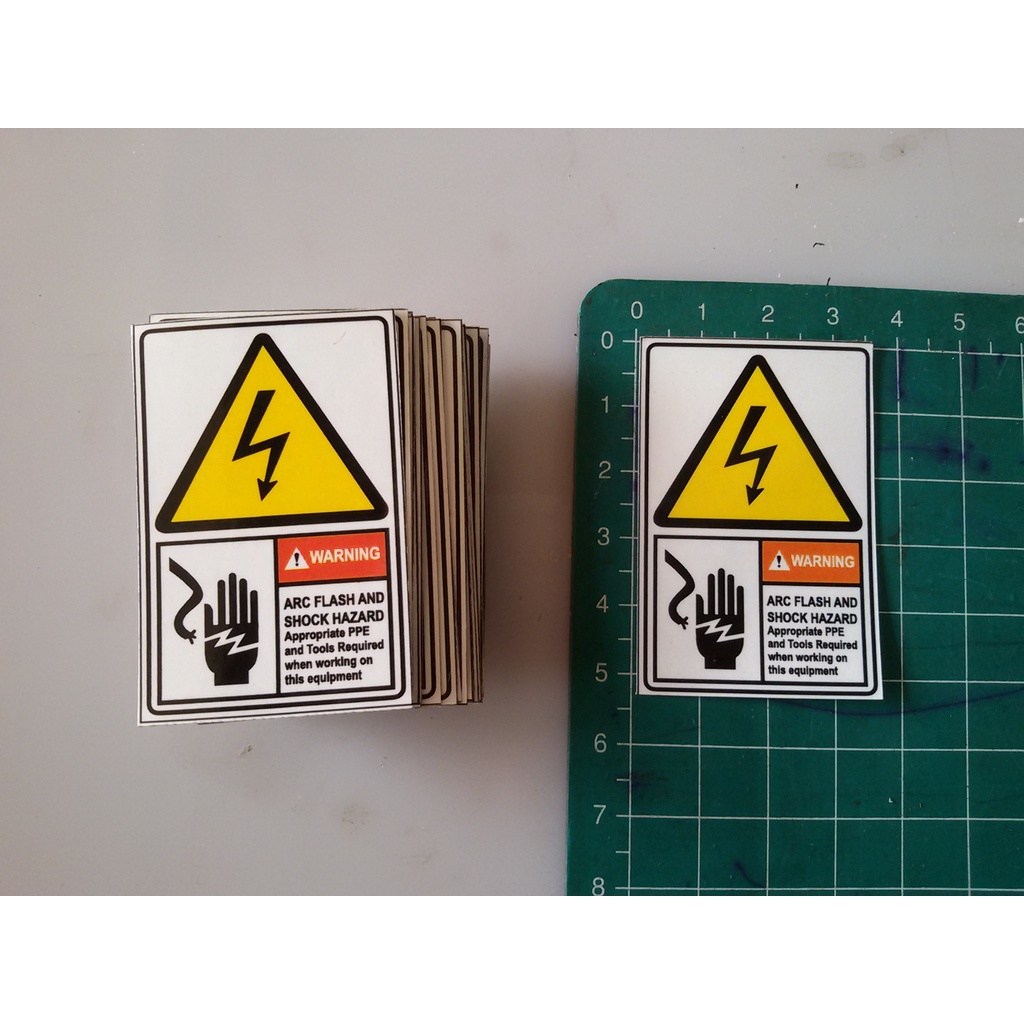 WARNING
ARC FLASH AND
SHOCK HAZARD
Appropriate PPE
and Tools Required
when working on
this equipment
0 1 2 3 4 5 6
0
1
2
3
4
5
6
7
8
WARNING
ARC FLASH AND
SHOCK HAZARD
Appropriate PPE
and Tools Required
when working on
this equipment